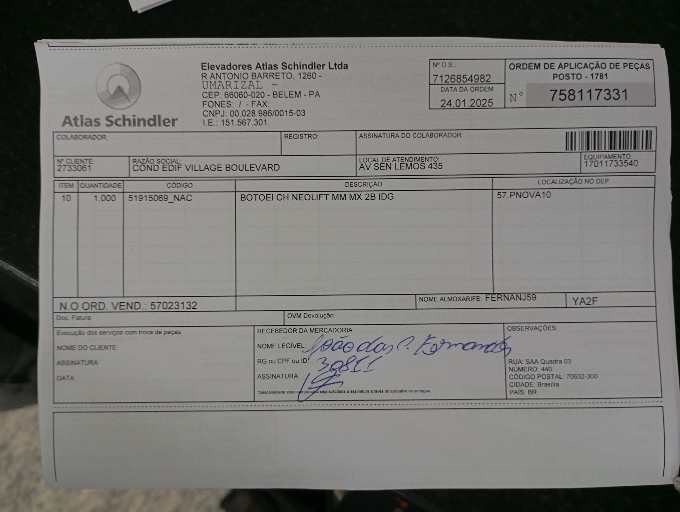 Atlas Schindler
Elevadores Atlas Schindler Ltda
R ANTONIO BARRETO, 1260 -
UMARIZAL -
CEP: 66060-020 - BELEM - PA
FONES: / - FAX:
CNPJ: 00.028.986/0015-03
I.E.: 151.567.301.
Nº O.S.
7126854982
DATA DA ORDEM
24.01.2025
ORDEM DE APLICAÇÃO DE PEÇAS
POSTO - 1781
Nº 758117331
COLABORADOR:
REGISTRO:
ASSINATURA DO COLABORADOR:
Nº CLIENTE
2733061
RAZÃO SOCIAL:
COND EDIF VILLAGE BOULEVARD
LOCAL DE ATENDIMENTO:
AV SEN LEMOS 435
EQUIPAMENTO:
17011733540
ITEM QUANTIDADE CÓDIGO DESCRIÇÃO LOCALIZAÇÃO NO DEP.
10 1,000 51915069_NAC BOTOEI CH NEOLIFT MM MX 2B IDG 57.PNOVA10
N.O ORD. VEND.: 57023132
NOME ALMOXARIFE: FERNANJ59
YA2F
Doc. Fatura:
OVM Devolução:
Execução dos serviços com troca de peças
NOME DO CLIENTE:
ASSINATURA
DATA
RECEBEDOR DA MERCADORIA
NOME LEGÍVEL: João das C. Fernandes
RG ou CPF ou ID: 30811
ASSINATURA
OBSERVAÇÕES:
RUA: SAA Quadra 03
NÚMERO: 440
CÓDIGO POSTAL: 70632-300
CIDADE: Brasília
PAÍS: BR